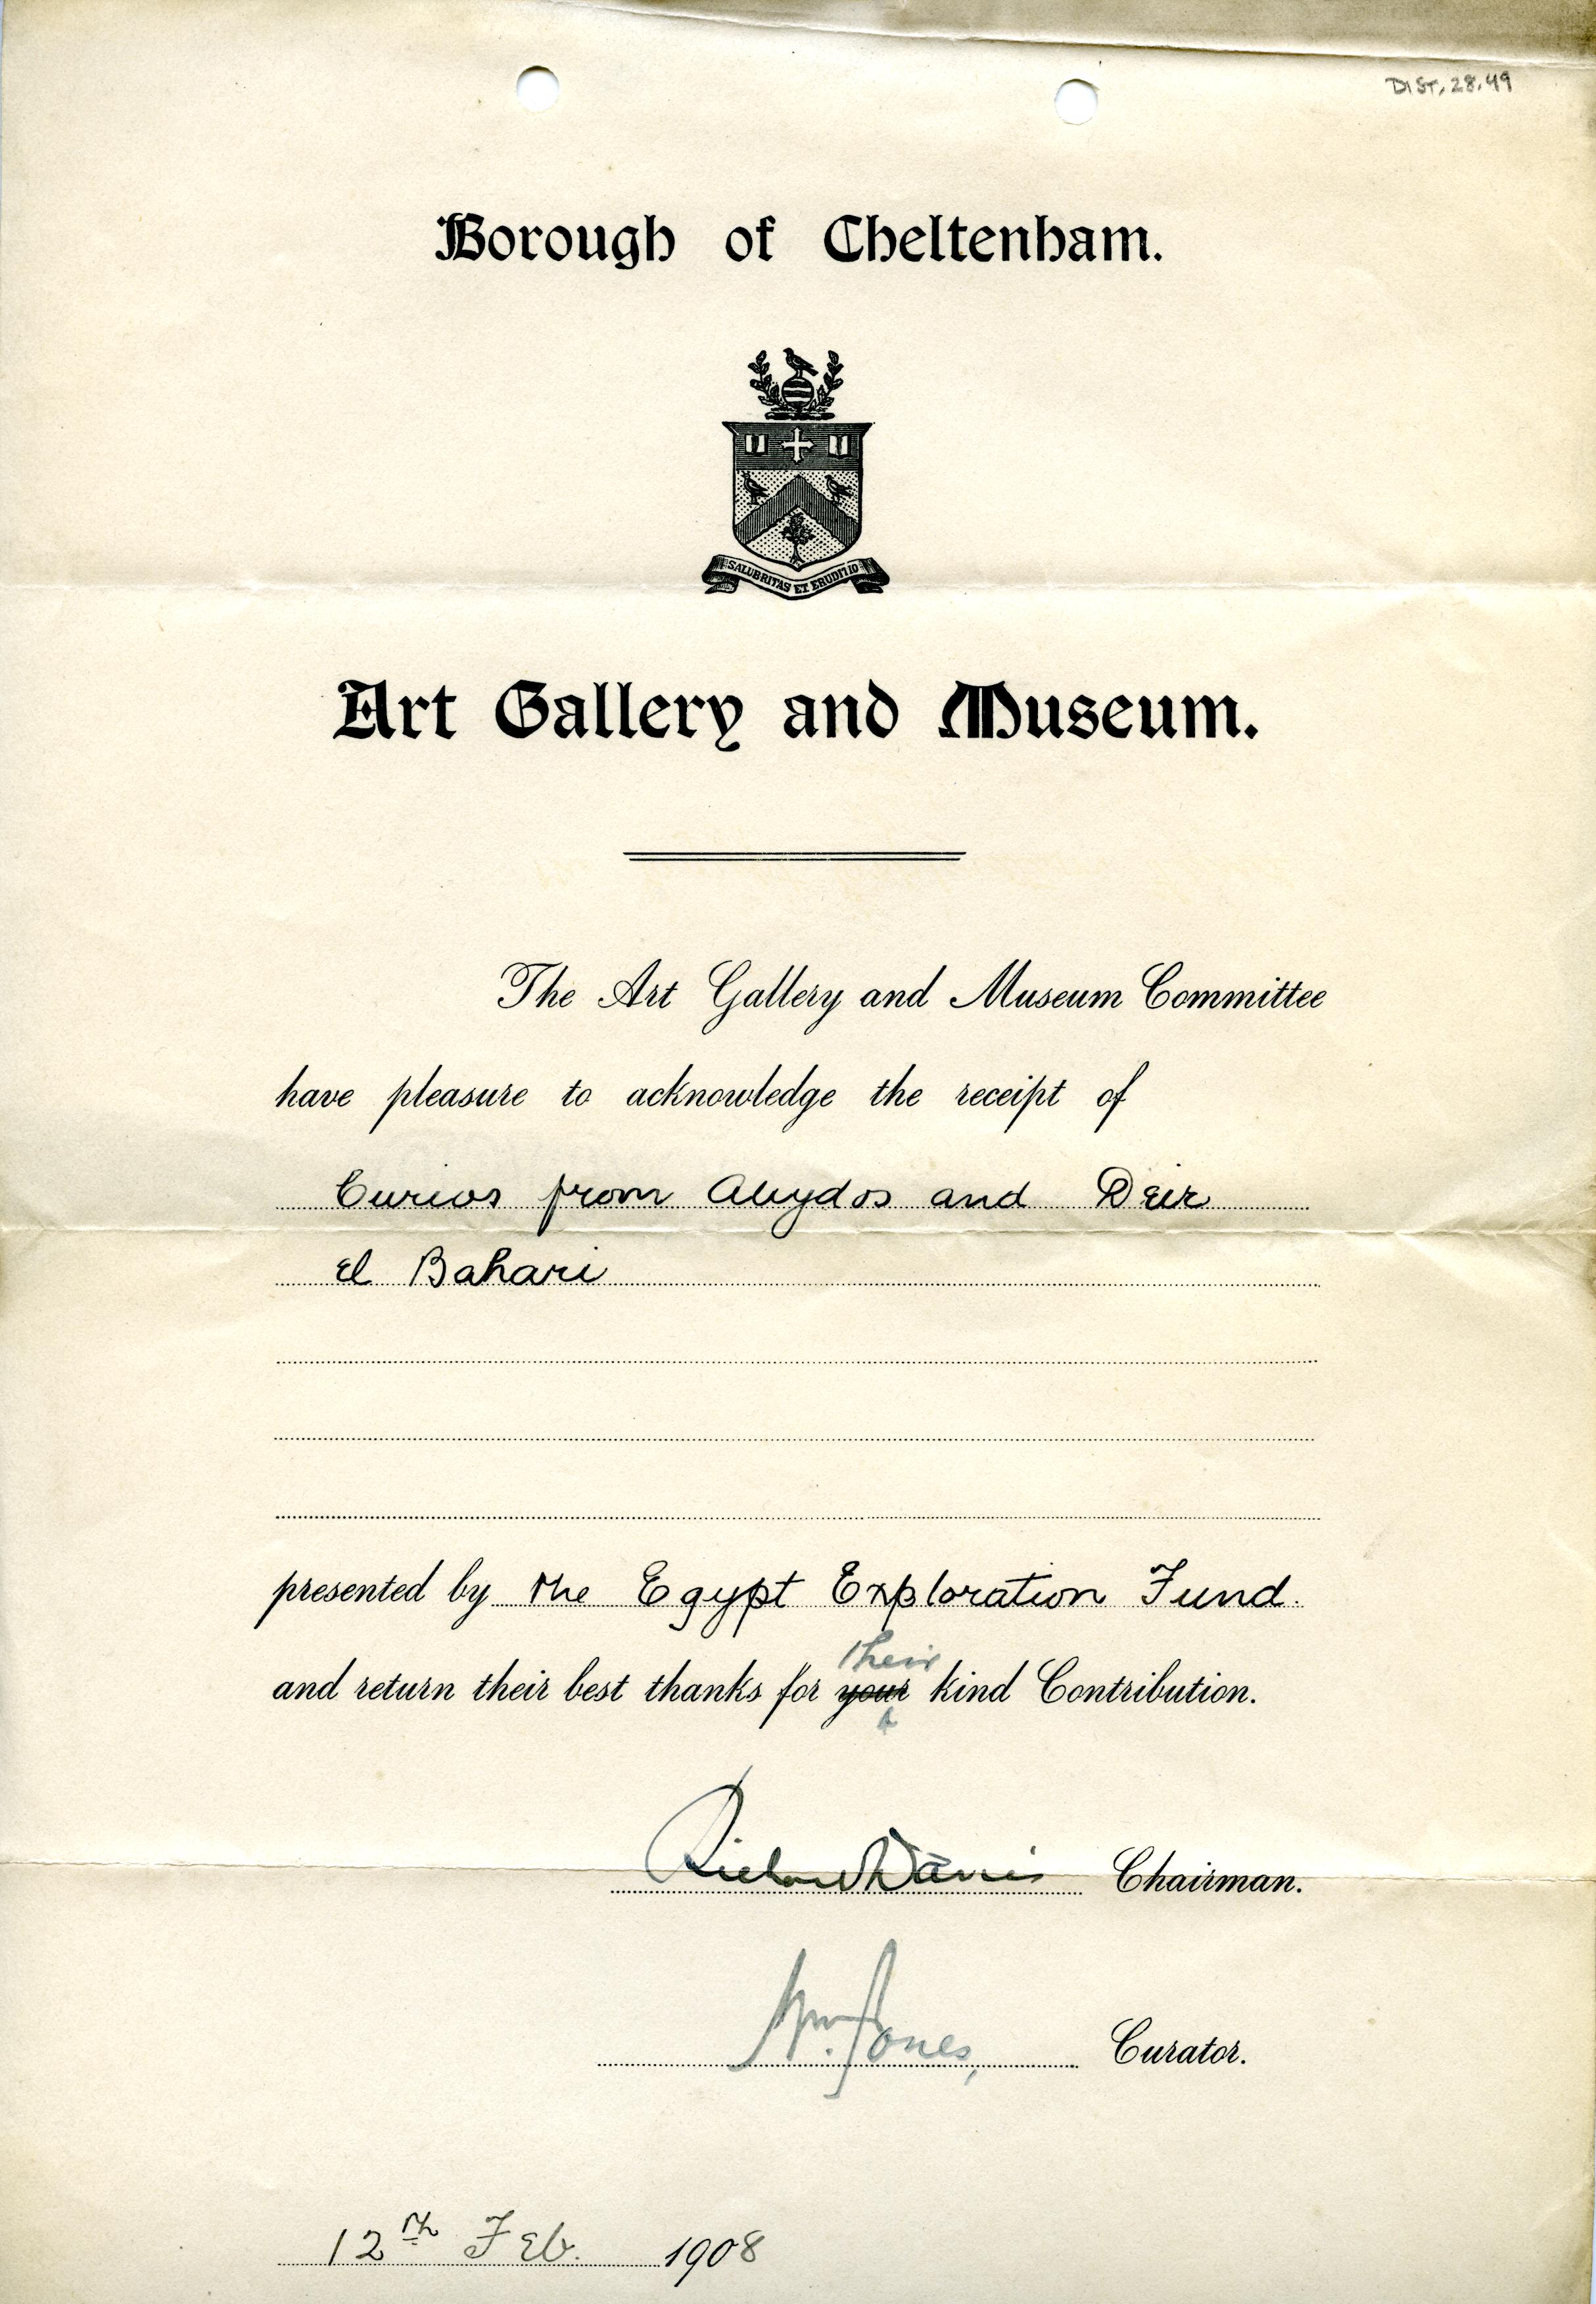 DIST. 28.49
Borough of Cheltenham.
SALUBRITAS ET ERUDITIO
Art Gallery and Museum.
The Art Gallery and Museum Committee
have pleasure to acknowledge the receipt of
Curios from Abydos and Deir
el Bahari
presented by the Egypt Exploration Fund.
their
and return their best thanks for your kind Contribution.
Richard Davies Chairman.
Wm. Jones, Curator.
12th Feb. 1908